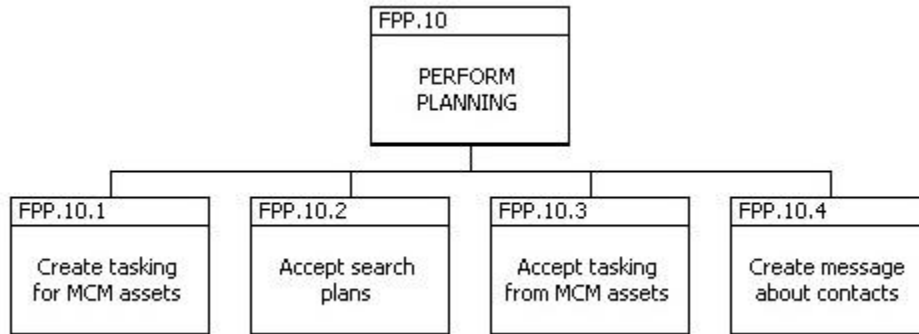 FPP.10
PERFORM
PLANNING
FPP.10.1
Create tasking
for MCM assets
FPP.10.2
Accept search
plans
FPP.10.3
Accept tasking
from MCM assets
FPP.10.4
Create message
about contacts